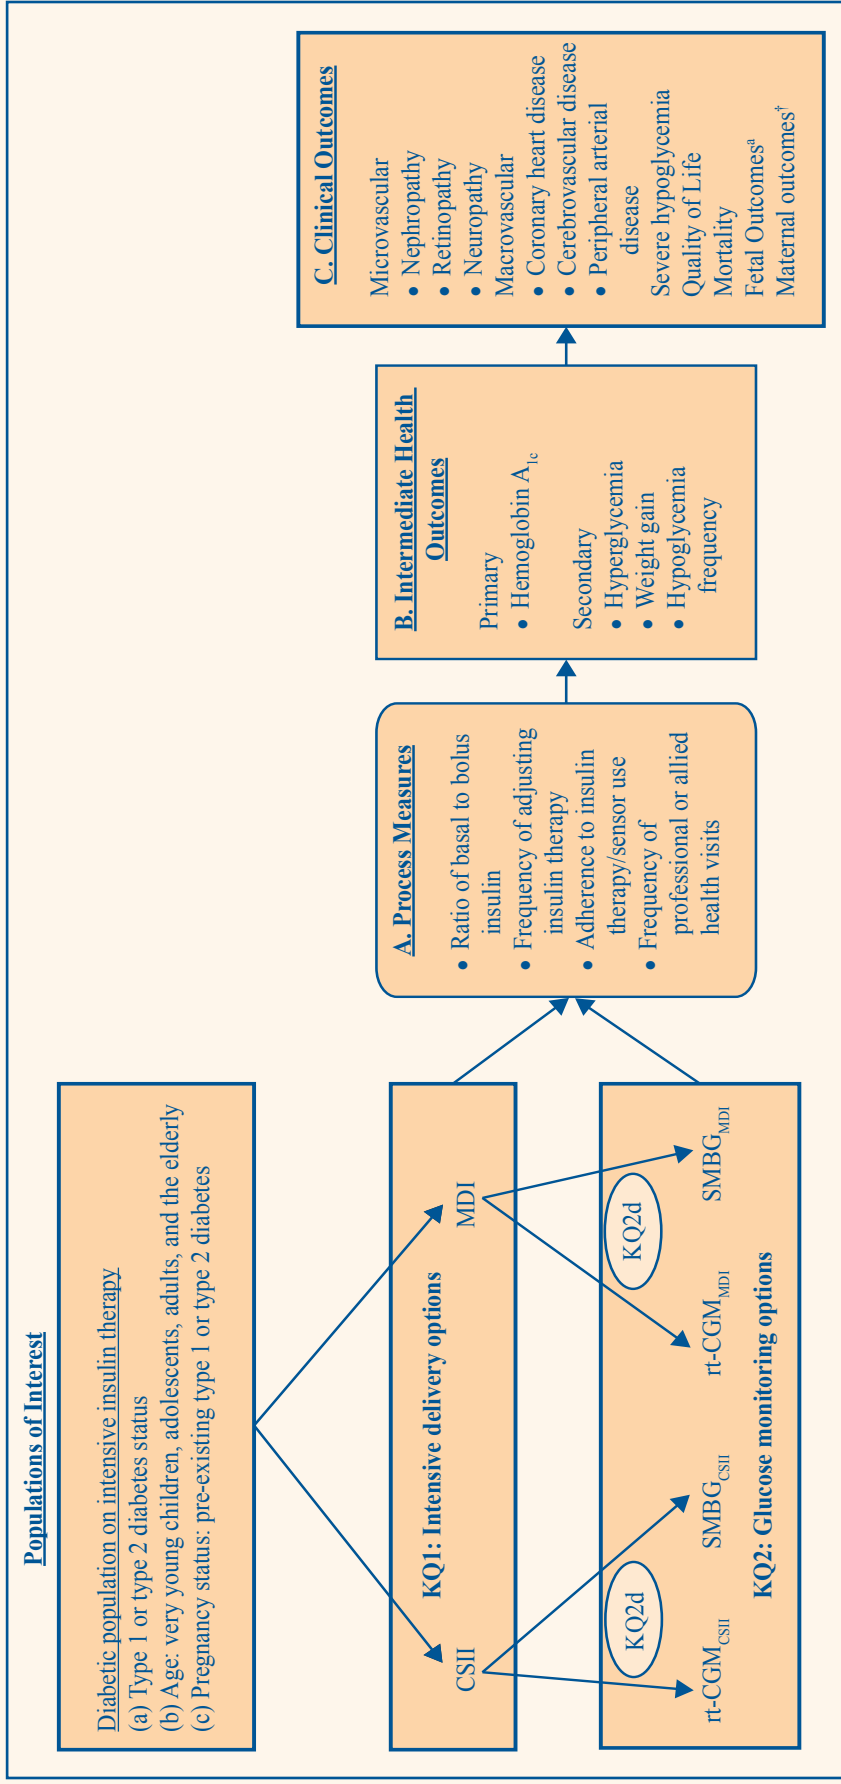 Populations of Interest
Diabetic population on intensive insulin therapy
(a) Type 1 or type 2 diabetes status
(b) Age: very young children, adolescents, adults, and the elderly
(c) Pregnancy status: pre-existing type 1 or type 2 diabetes
CSII
MDI
KQ1: Intensive delivery options
KQ2d
KQ2d
rt-CGMCSII
SMBGCSII
rt-CGMMDI
SMBGMDI
KQ2: Glucose monitoring options
A. Process Measures
● Ratio of basal to bolus
insulin
● Frequency of adjusting
insulin therapy
● Adherence to insulin
therapy/sensor use
● Frequency of
professional or allied
health visits
B. Intermediate Health
Outcomes
Primary
● Hemoglobin A1c
Secondary
● Hyperglycemia
● Weight gain
● Hypoglycemia
frequency
C. Clinical Outcomes
Microvascular
● Nephropathy
● Retinopathy
● Neuropathy
Macrovascular
● Coronary heart disease
● Cerebrovascular disease
● Peripheral arterial
disease
Severe hypoglycemia
Quality of Life
Mortality
Fetal Outcomesª
Maternal outcomes†